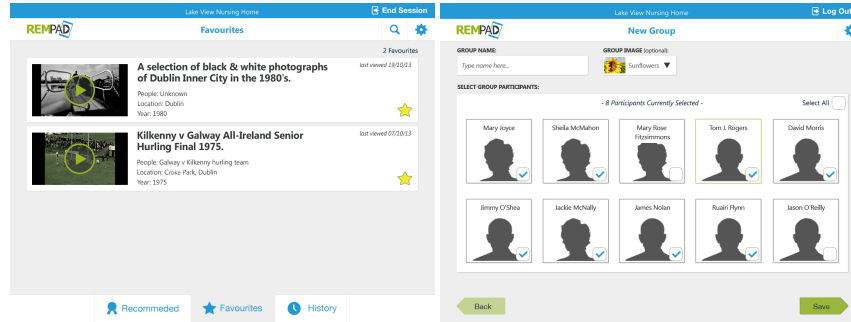 Lake View Nursing Home
End Session
REMPAD
Favourites
2 Favourites
A selection of black & white photographs
of Dublin Inner City in the 1980's.
last viewed 19/10/13
People: Unknown
Location: Dublin
Year: 1980
Kilkenny v Galway All-Ireland Senior
Hurling Final 1975.
last viewed 07/10/13
People: Galway v Kilkenny hurling team
Location: Croke Park, Dublin
Year: 1975
Recommeded
Favourites
History
Lake View Nursing Home
Log Out
REMPAD
New Group
GROUP NAME:
GROUP IMAGE (optional):
Type name here...
Sunflowers
SELECT GROUP PARTICIPANTS:
- 8 Participants Currently Selected -
Select All
Mary Joyce
Sheila McMahon
Mary Rose
Fitzsimmons
Tom J. Rogers
David Morris
Jimmy O'Shea
Jackie McNally
James Nolan
Ruairi Flynn
Jason O'Reilly
Back
Save